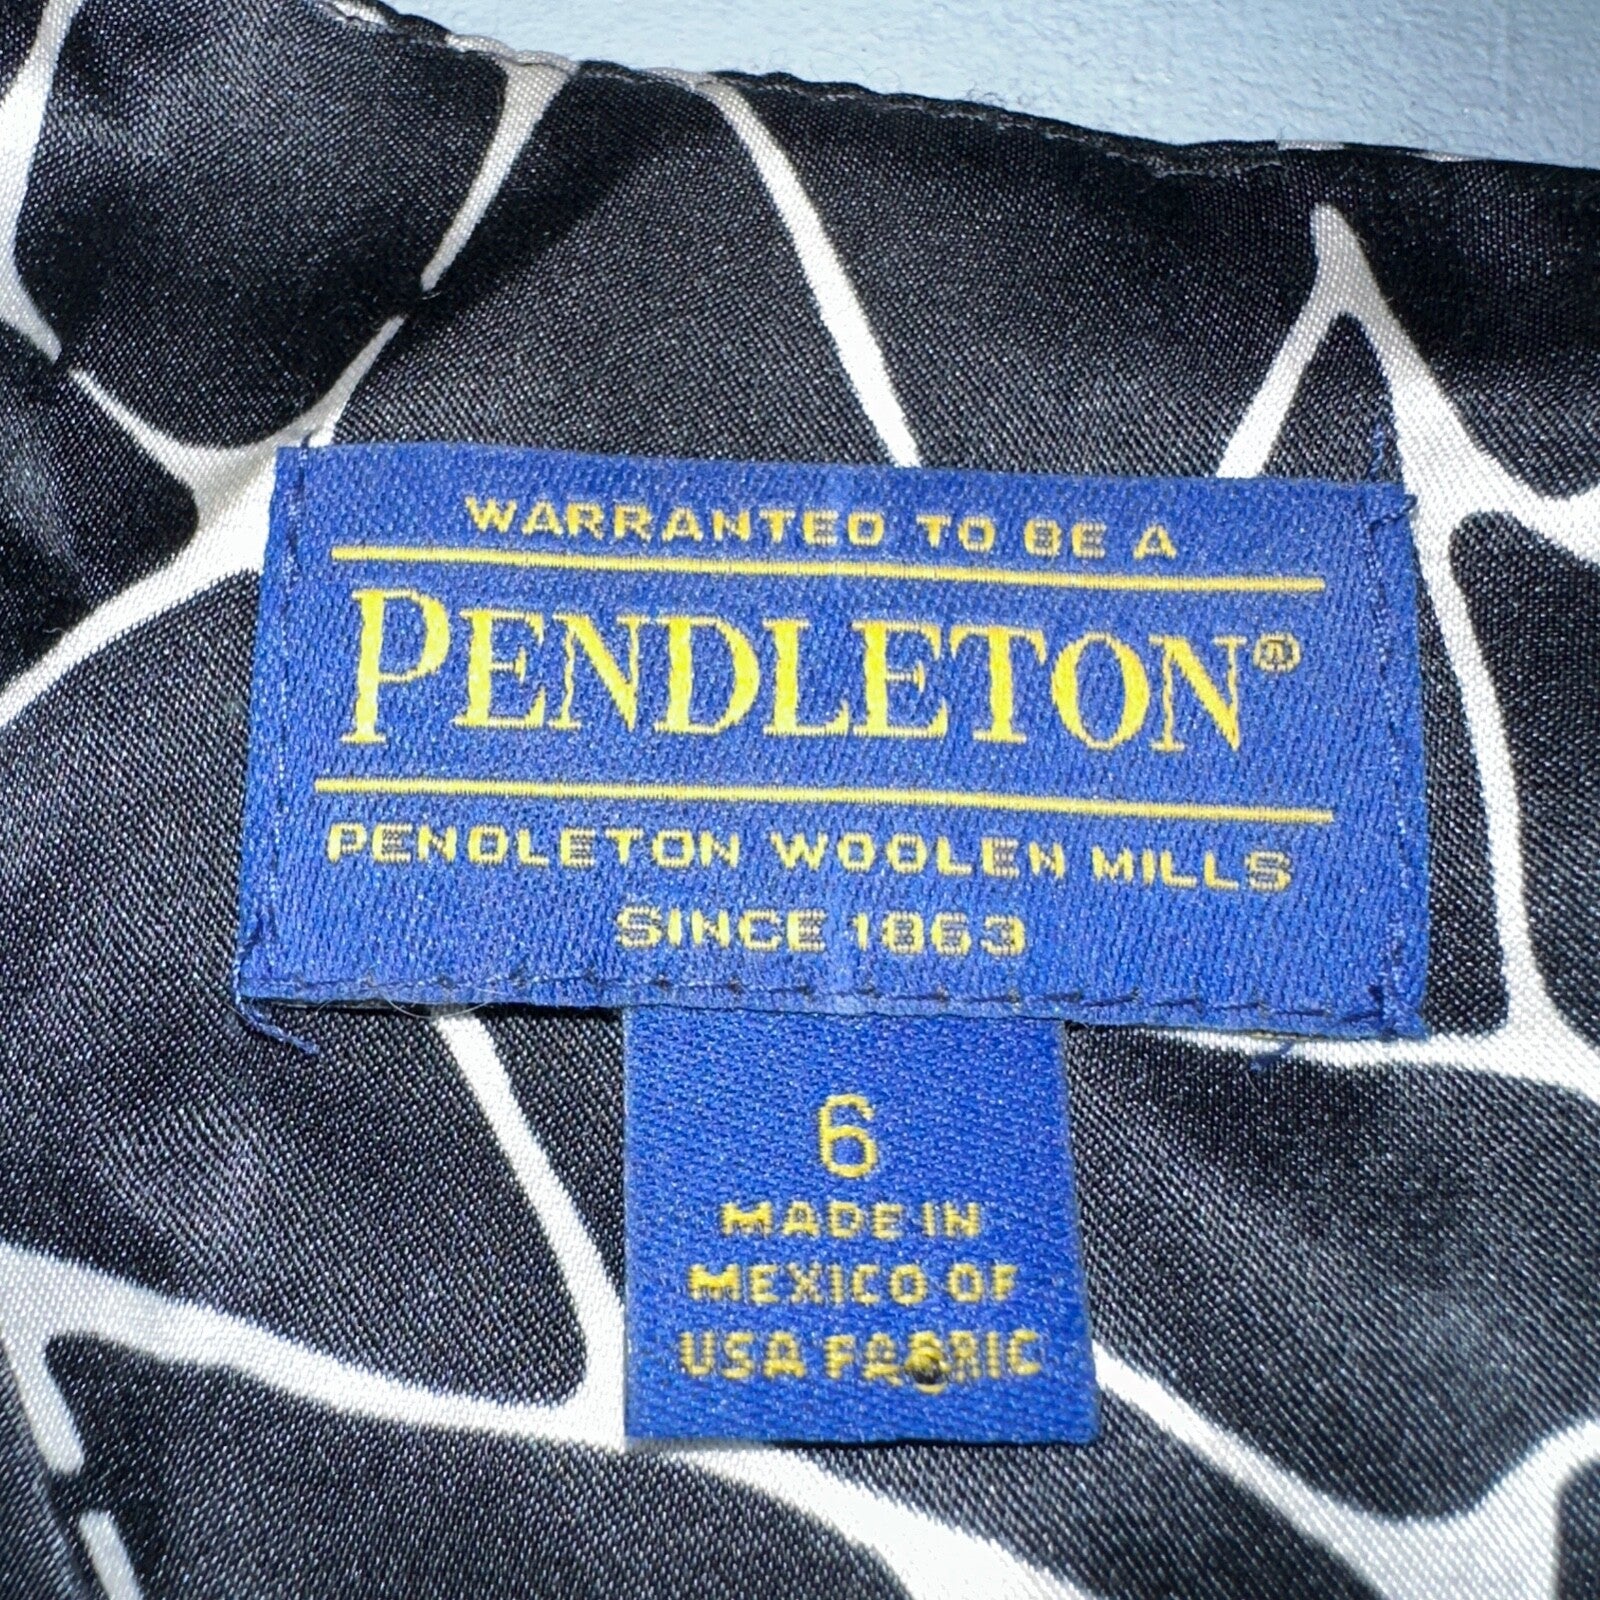 WARRANTED TO BE A
PENDLETON®
PENDLETON WOOLEN MILLS
SINCE 1863
6
MADE IN
MEXICO OF
USA FABRIC